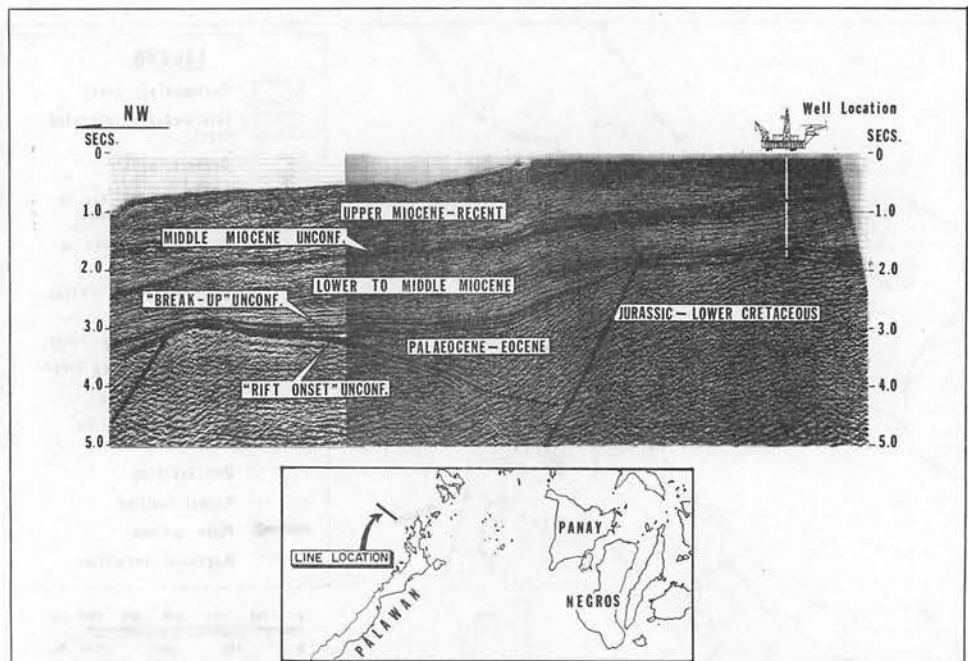 NW
Well Location
SECS.
SECS.
0
0
1.0
1.0
UPPER MIOCENE-RECENT
MIDDLE MIOCENE UNCONF.
2.0
2.0
LOWER TO MIDDLE MIOCENE
"BREAK-UP" UNCONF.
JURASSIC — LOWER CRETACEOUS
3.0
3.0
PALAEOCENE-EOCENE
"RIFT ONSET" UNCONF.
4.0
4.0
5.0
5.0
LINE LOCATION
PANAY
NEGROS
PALAWAN